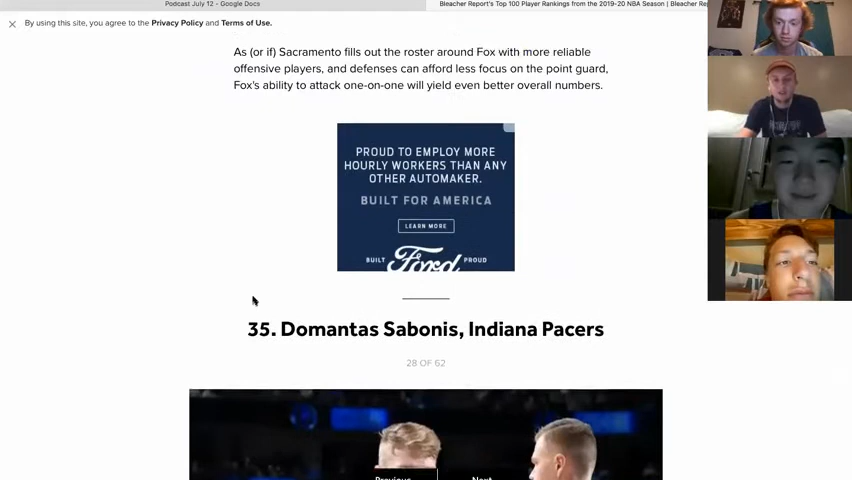 Podcast July 12 - Google Docs
Bleacher Report's Top 100 Player Rankings from the 2019-20 NBA Season | Bleacher Rep
By using this site, you agree to the Privacy Policy and Terms of Use.
As (or if) Sacramento fills out the roster around Fox with more reliable
offensive players, and defenses can afford less focus on the point guard,
Fox's ability to attack one-on-one will yield even better overall numbers.
PROUD TO EMPLOY MORE
HOURLY WORKERS THAN ANY
OTHER AUTOMAKER.
BUILT FOR AMERICA
LEARN MORE
BUILT Ford PROUD
35. Domantas Sabonis, Indiana Pacers
28 OF 62
Previous Next